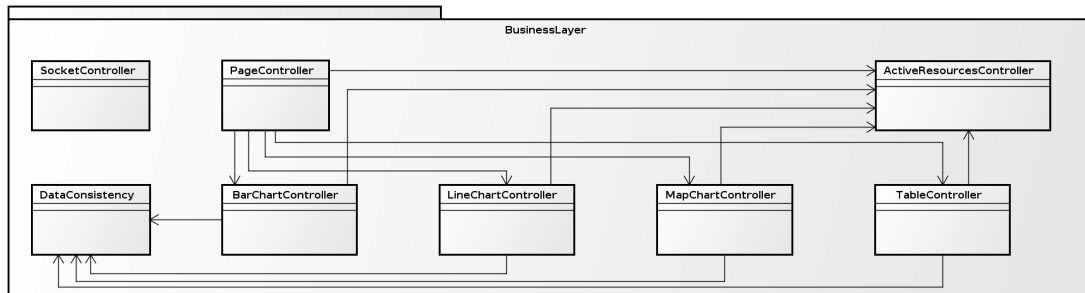 BusinessLayer
SocketController
PageController
ActiveResourcesController
DataConsistency
BarChartController
LineChartController
MapChartController
TableController